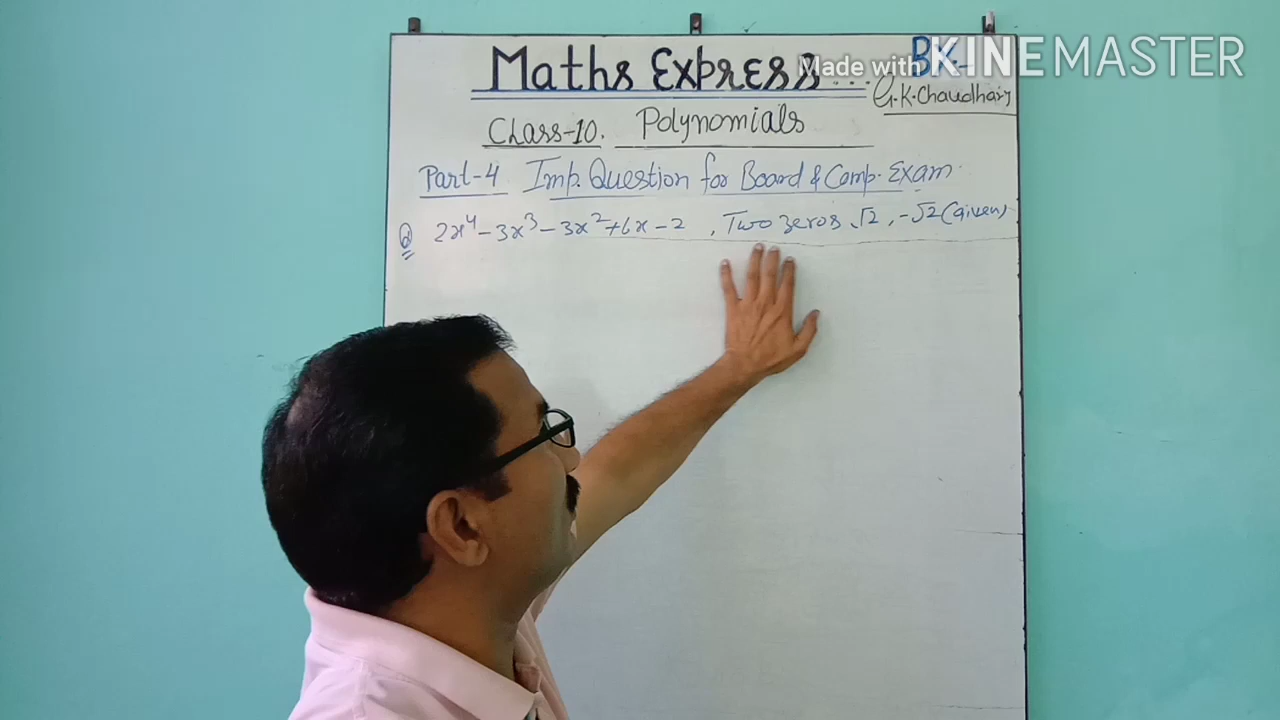 Maths Express ... BY-
Made with KINEMASTER
G.K.Chaudhary
Class-10. Polynomials
Part-4 Imp. Question for Board & Comp. Exam
Q 2x⁴ - 3x³ - 3x² + 6x - 2 , Two zeros √2 , -√2 (given)